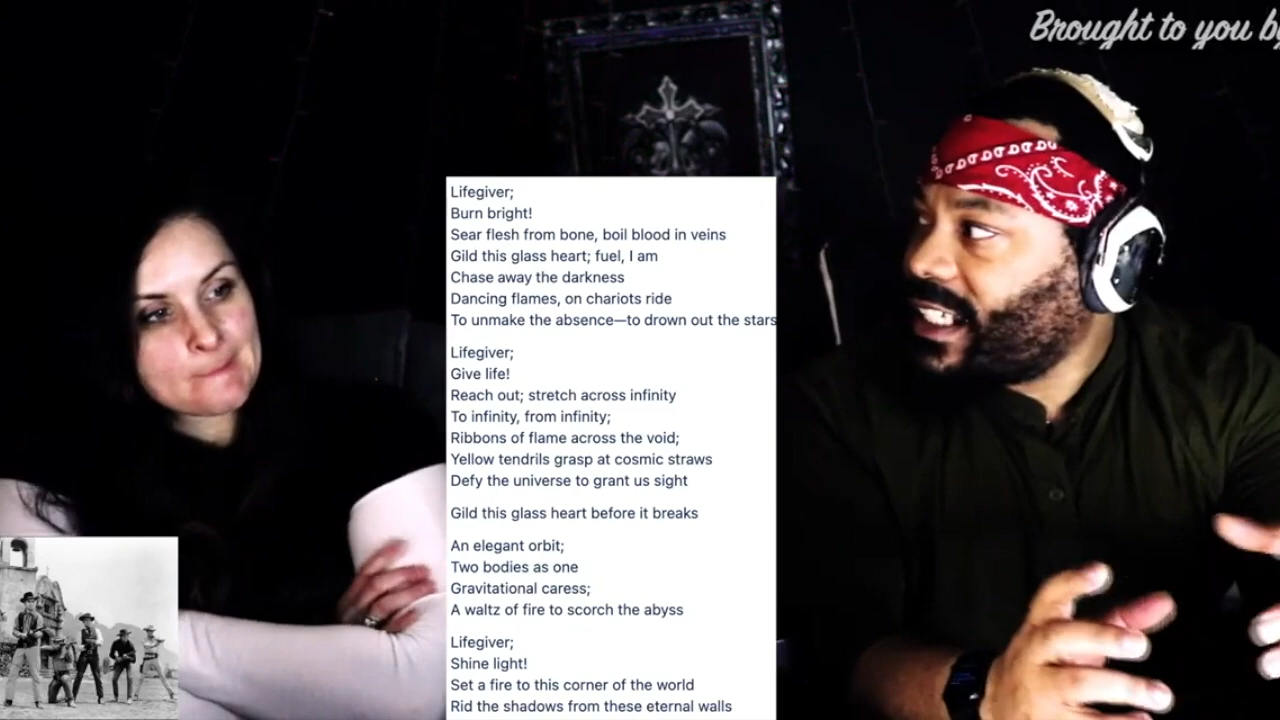 Brought to you b
Lifegiver;
Burn bright!
Sear flesh from bone, boil blood in veins
Gild this glass heart; fuel, I am
Chase away the darkness
Dancing flames, on chariots ride
To unmake the absence—to drown out the stars
Lifegiver;
Give life!
Reach out; stretch across infinity
To infinity, from infinity;
Ribbons of flame across the void;
Yellow tendrils grasp at cosmic straws
Defy the universe to grant us sight
Gild this glass heart before it breaks
An elegant orbit;
Two bodies as one
Gravitational caress;
A waltz of fire to scorch the abyss
Lifegiver;
Shine light!
Set a fire to this corner of the world
Rid the shadows from these eternal walls